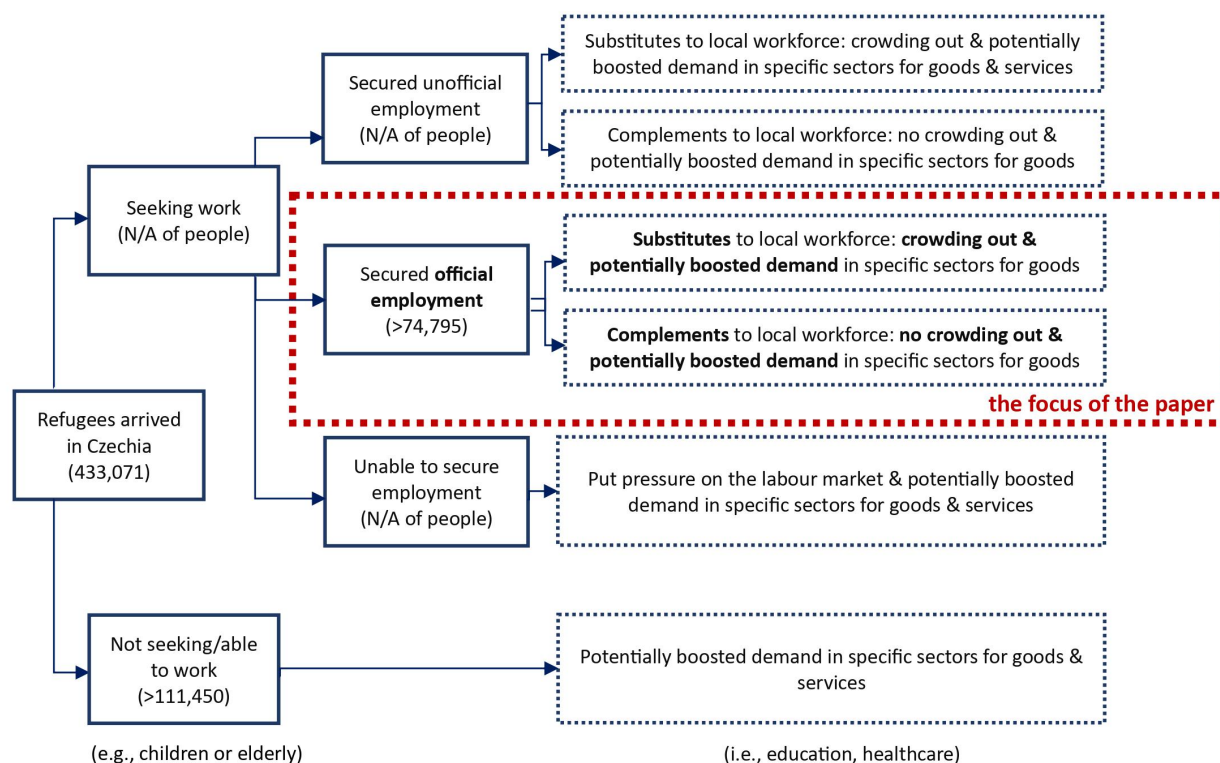 Substitutes to local workforce: crowding out & potentially
boosted demand in specific sectors for goods & services
Secured unofficial
employment
(N/A of people)
Complements to local workforce: no crowding out &
potentially boosted demand in specific sectors for goods
Seeking work
(N/A of people)
Substitutes to local workforce: crowding out &
potentially boosted demand in specific sectors for goods
Secured official
employment
(>74,795)
Complements to local workforce: no crowding out &
potentially boosted demand in specific sectors for goods
the focus of the paper
Refugees arrived
in Czechia
(433,071)
Unable to secure
employment
(N/A of people)
Put pressure on the labour market & potentially boosted
demand in specific sectors for goods & services
Not seeking/able
to work
(>111,450)
Potentially boosted demand in specific sectors for goods &
services
(e.g., children or elderly)
(i.e., education, healthcare)